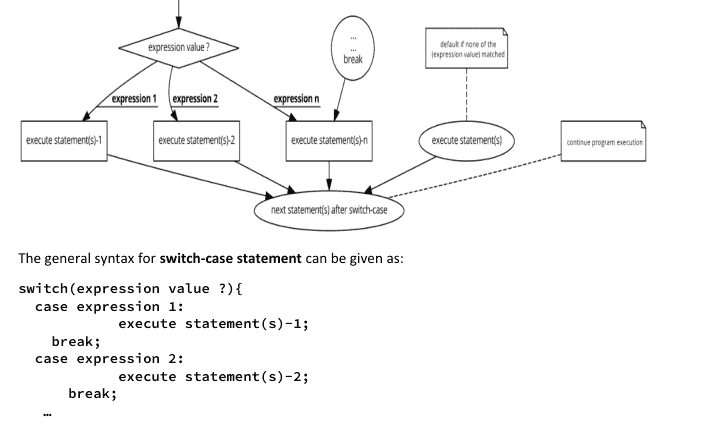 expression value ?
...
...
break
default if none of the
(expression value) matched
expression 1
expression 2
expression n
execute statement(s)-1
execute statement(s)-2
execute statement(s)-n
execute statement(s)
continue program execution
next statement(s) after switch-case
The general syntax for switch-case statement can be given as:
switch(expression value ?){
case expression 1:
execute statement(s)-1;
break;
case expression 2:
execute statement(s)-2;
break;
…